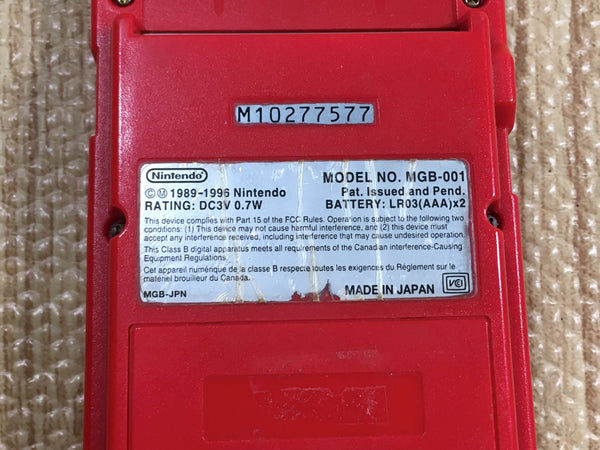 M10277577
Nintendo
MODEL NO. MGB-001
©Ⓜ 1989-1996 Nintendo
Pat. Issued and Pend.
RATING: DC3V 0.7W
BATTERY: LR03(AAA)x2
This device complies with Part 15 of the FCC Rules. Operation is subject to the following two
conditions: (1) This device may not cause harmful interference, and (2) this device must
accept any interference received, including interference that may cause undesired operation.
This Class B digital apparatus meets all requirements of the Canadian Interference-Causing
Equipment Regulations.
Cet appareil numérique de la classe B respecte toutes les exigences du Règlement sur le
matériel brouilleur du Canada.
MGB-JPN
MADE IN JAPAN
VCI